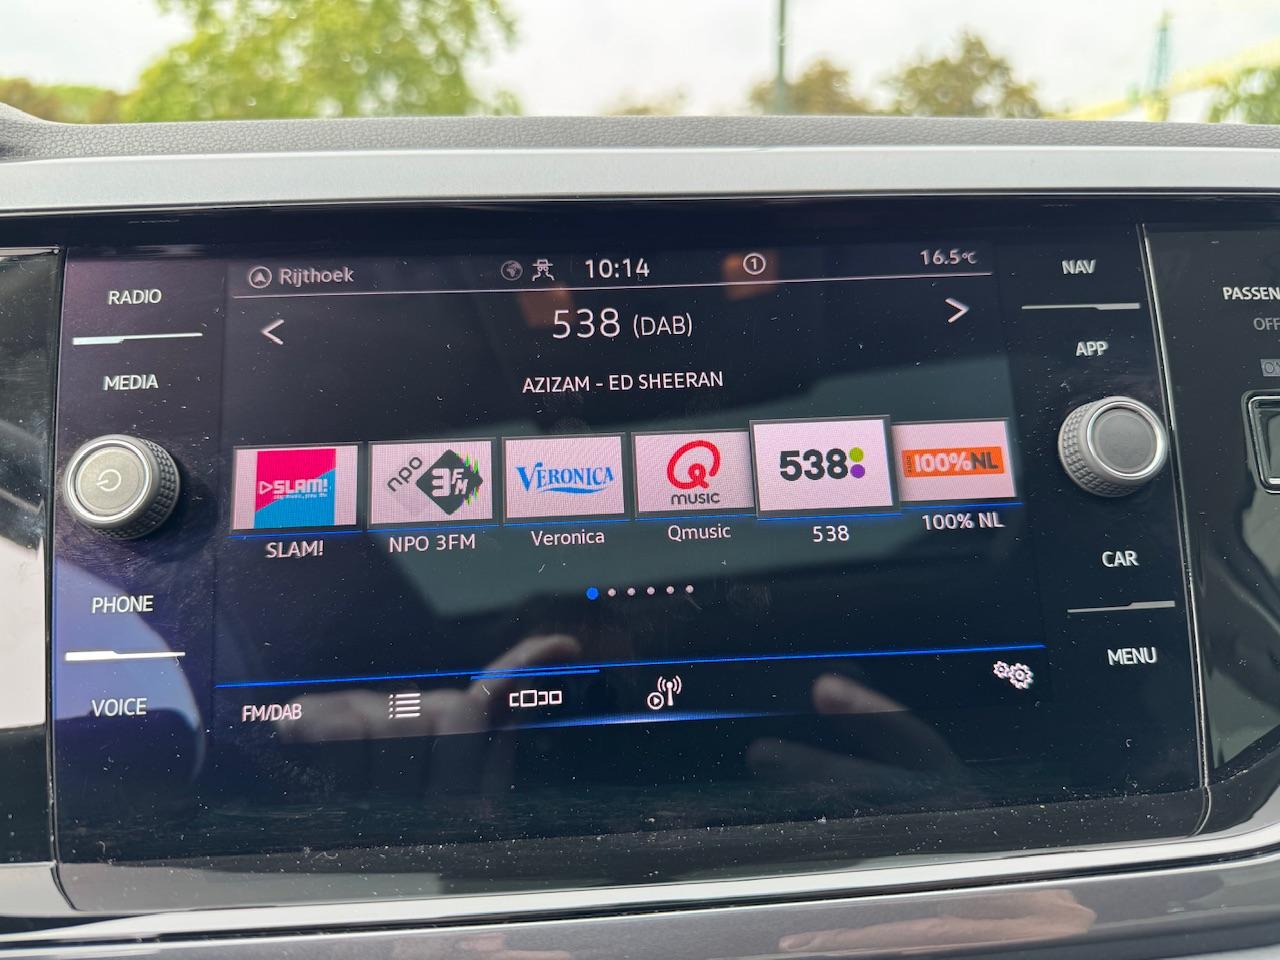 Rijthoek
10:14
1
16.5°C
538 (DAB)
AZIZAM - ED SHEERAN
SLAM!
npo 3FM
VERONICA
Q MUSIC
538
100%NL
SLAM!
NPO 3FM
Veronica
Qmusic
538
100% NL
FM/DAB
RADIO
MEDIA
PHONE
VOICE
NAV
APP
CAR
MENU
PASSEN
OFF